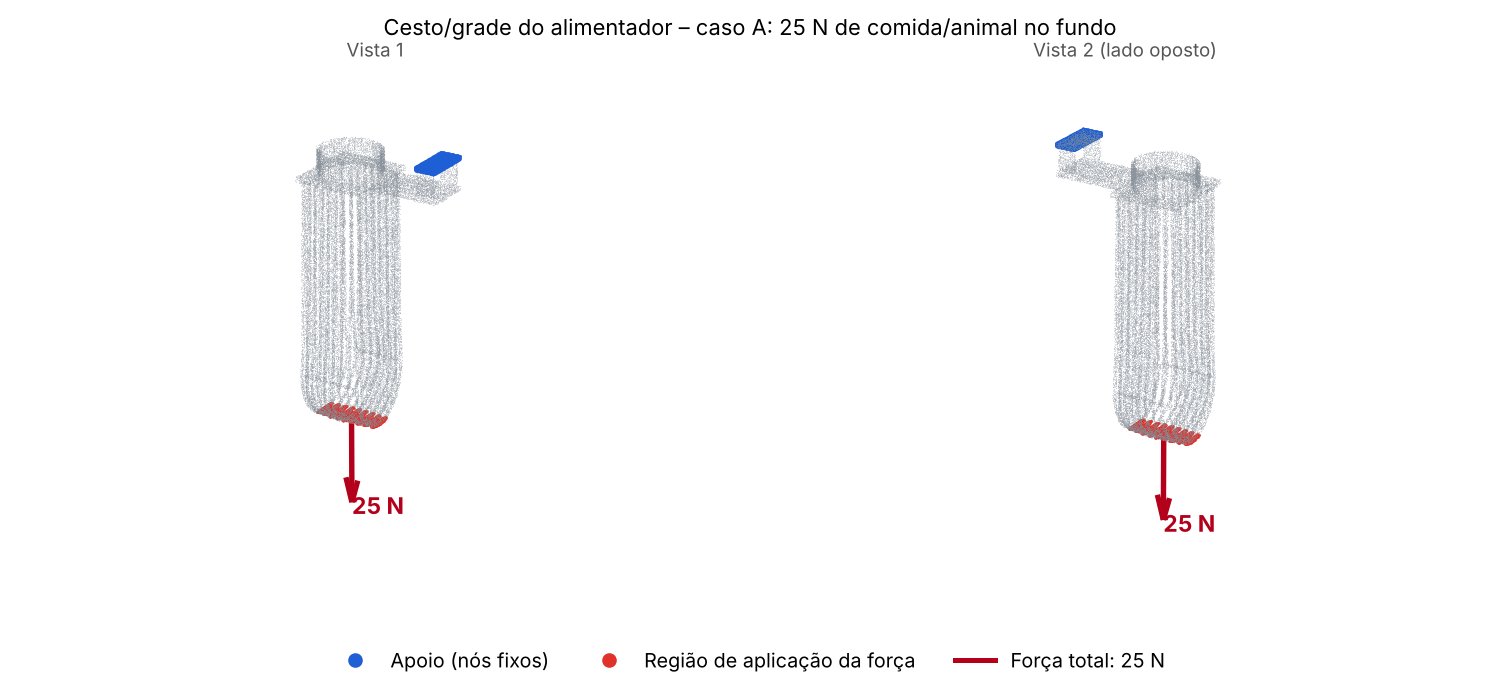 Cesto/grade do alimentador – caso A: 25 N de comida/animal no fundo
Vista 1
Vista 2 (lado oposto)
25 N
25 N
Apoio (nós fixos)
Região de aplicação da força
Força total: 25 N